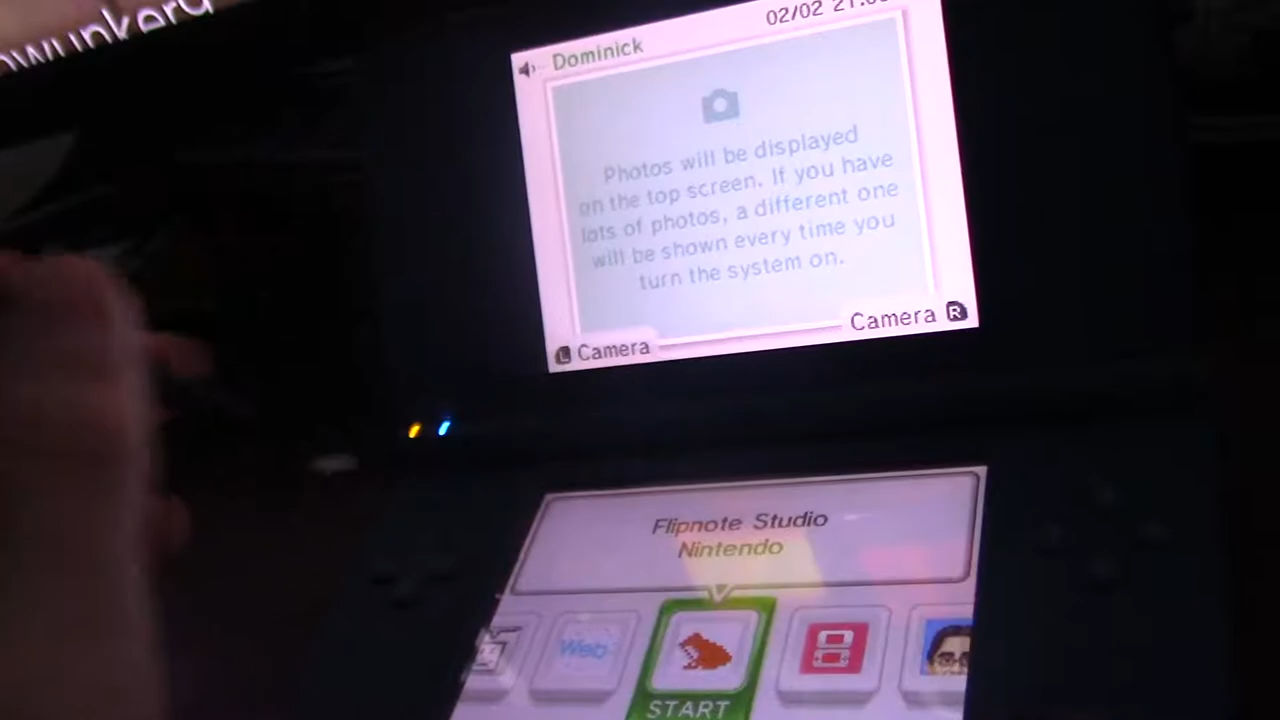 Dominick
02/02
Photos will be displayed
on the top screen. If you have
lots of photos, a different one
will be shown every time you
turn the system on.
L Camera
Camera R
Flipnote Studio
Nintendo
Web
START